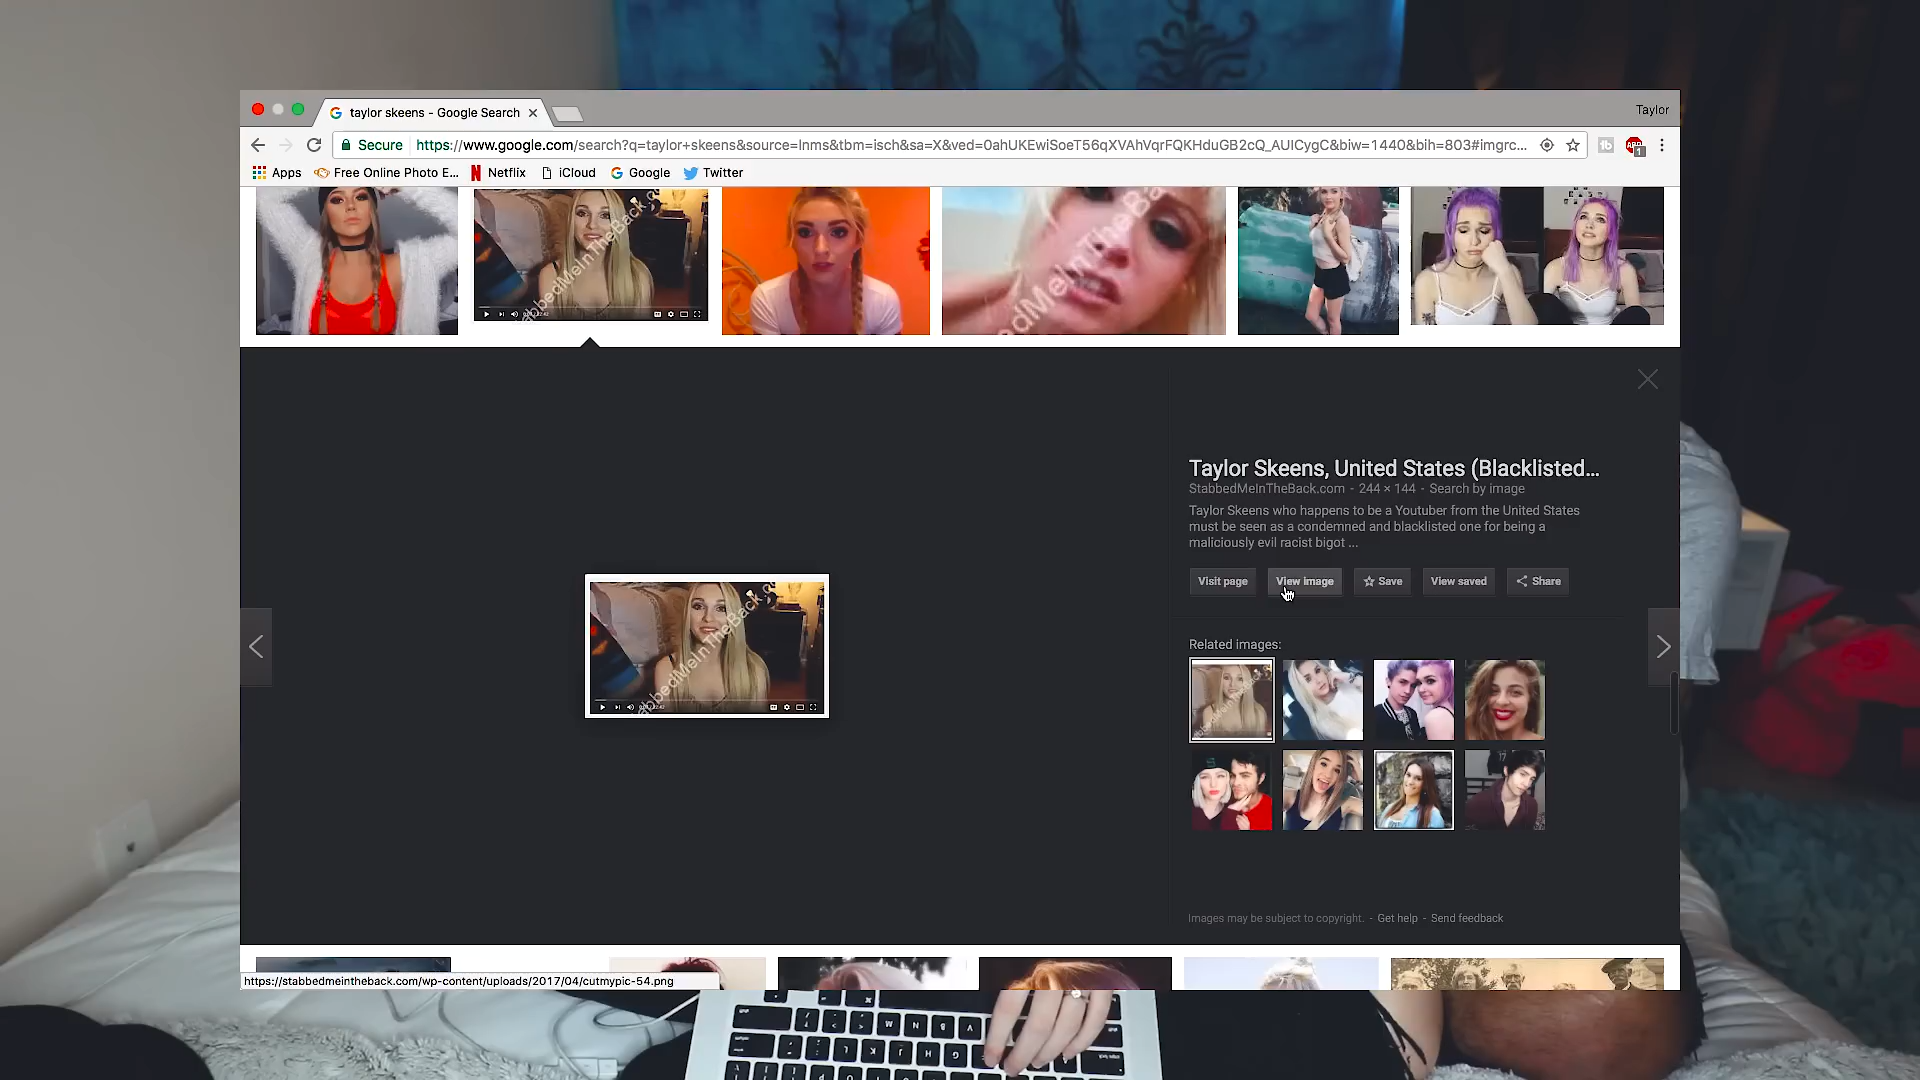 taylor skeens - Google Search
Taylor
Secure
https://www.google.com/search?q=taylor+skeens&source=lnms&tbm=isch&sa=X&ved=0ahUKEwiSoeT56qXVAhVqrFQKHduGB2cQ_AUICygC&biw=1440&bih=803#imgrc...
Apps
Free Online Photo E...
Netflix
iCloud
Google
Twitter
Taylor Skeens, United States (Blacklisted...
StabbedMeInTheBack.com - 244 × 144 - Search by image
Taylor Skeens who happens to be a Youtuber from the United States
must be seen as a condemned and blacklisted one for being a
maliciously evil racist bigot ...
Visit page
View image
Save
View saved
Share
Related images:
Images may be subject to copyright. - Get help - Send feedback
https://stabbedmeintheback.com/wp-content/uploads/2017/04/cutmypic-54.png